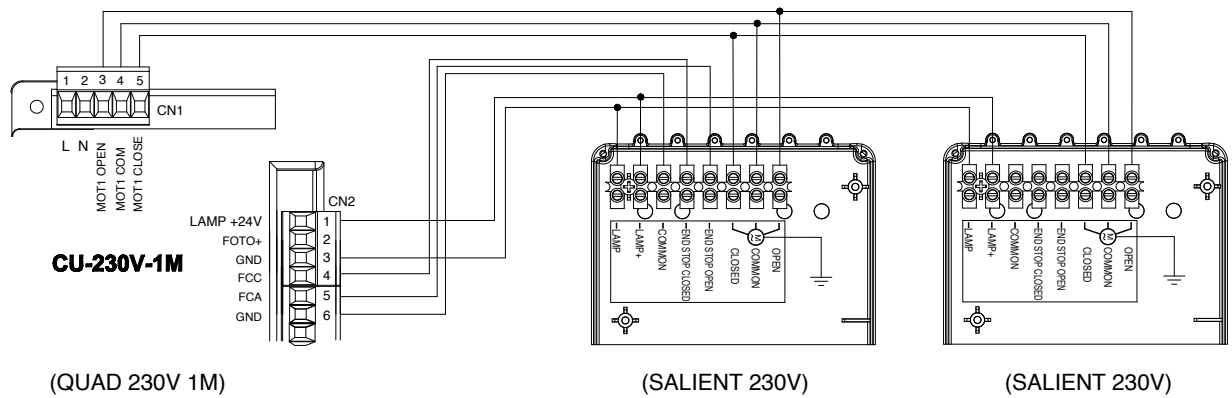 1 2 3 4 5
CN1
L N
MOT1 OPEN
MOT1 COM
MOT1 CLOSE
CU-230V-1M
CN2
LAMP +24V 1
FOTO+ 2
GND 3
FCC 4
FCA 5
GND 6
-LAMP
-LAMP+
-COMMON
-END STOP CLOSED
-END STOP OPEN
CLOSED
COMMON
OPEN
M
~
-LAMP
-LAMP+
-COMMON
-END STOP CLOSED
-END STOP OPEN
CLOSED
COMMON
OPEN
M
~
(QUAD 230V 1M)
(SALIENT 230V)
(SALIENT 230V)